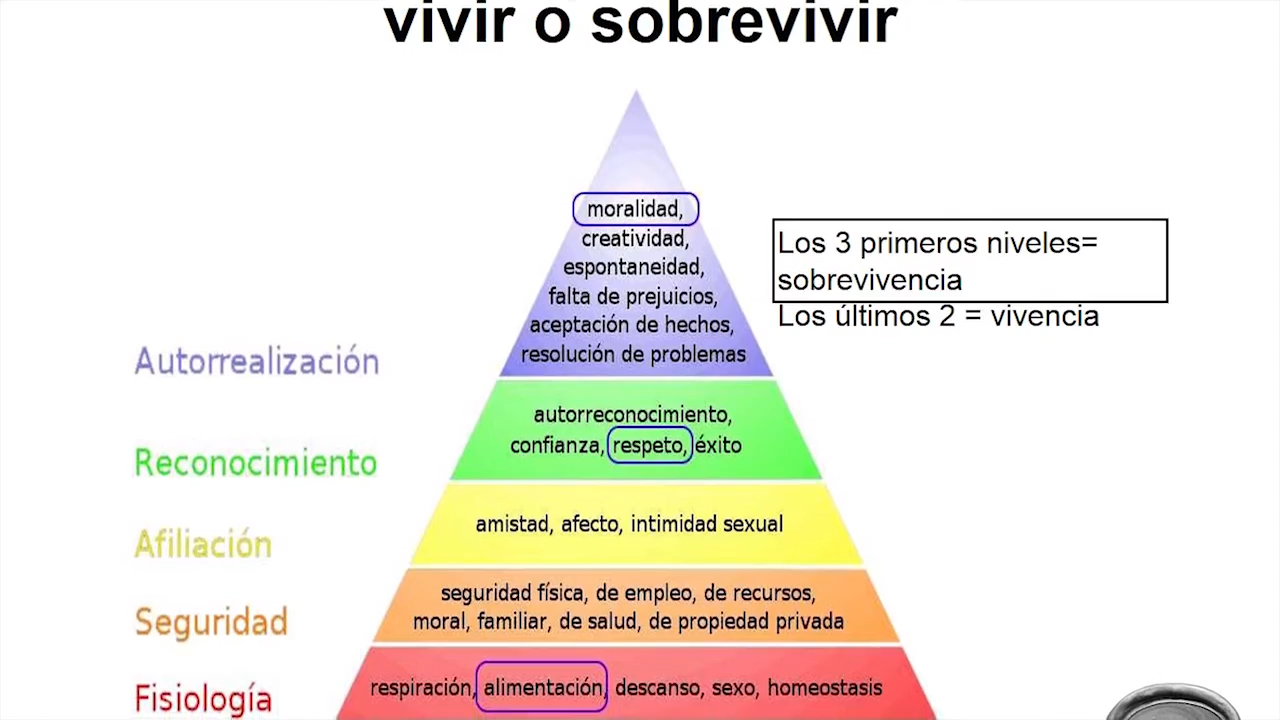 vivir o sobrevivir
moralidad,
creatividad,
espontaneidad,
falta de prejuicios,
aceptación de hechos,
resolución de problemas
Los 3 primeros niveles=
sobrevivencia
Los últimos 2 = vivencia
Autorrealización
autorreconocimiento,
confianza, respeto, éxito
Reconocimiento
amistad, afecto, intimidad sexual
Afiliación
seguridad física, de empleo, de recursos,
moral, familiar, de salud, de propiedad privada
Seguridad
respiración, alimentación, descanso, sexo, homeostasis
Fisiología